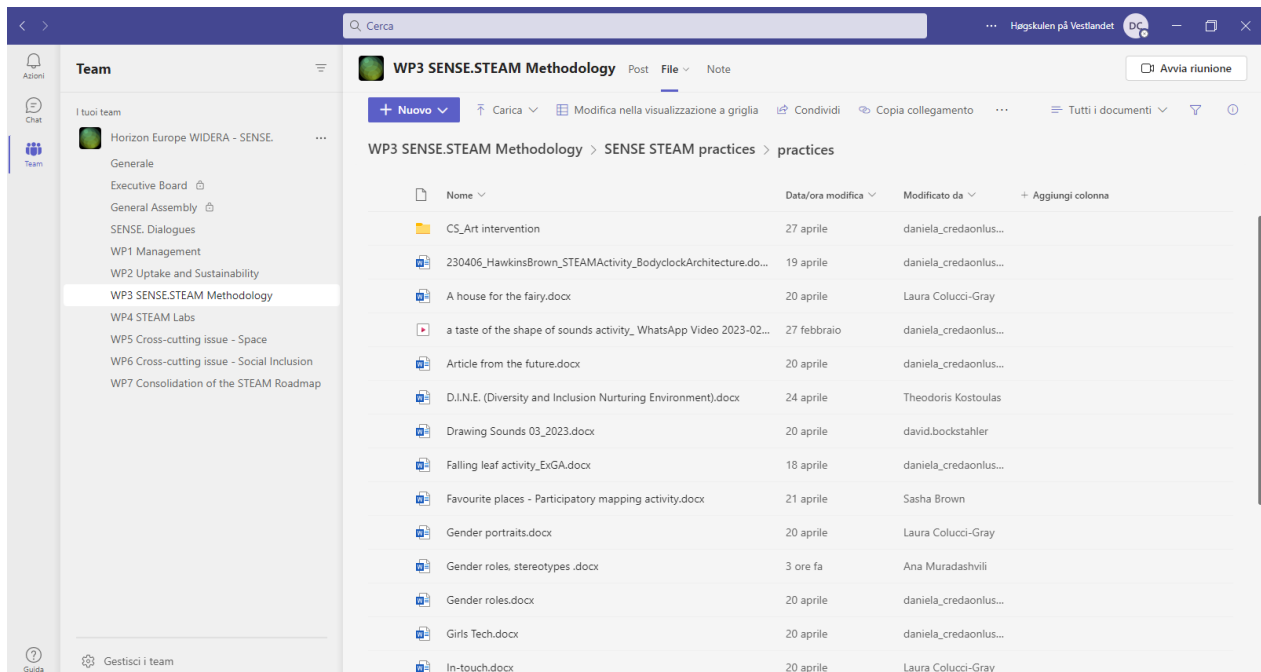 Cerca
Høgskulen på Vestlandet
DC
Azioni
Chat
Team
Guida
Team
I tuoi team
Horizon Europe WIDERA - SENSE.
Generale
Executive Board
General Assembly
SENSE. Dialogues
WP1 Management
WP2 Uptake and Sustainability
WP3 SENSE.STEAM Methodology
WP4 STEAM Labs
WP5 Cross-cutting issue - Space
WP6 Cross-cutting issue - Social Inclusion
WP7 Consolidation of the STEAM Roadmap
Gestisci i team
WP3 SENSE.STEAM Methodology Post File Note Avvia riunione
+ Nuovo Carica Modifica nella visualizzazione a griglia Condividi Copia collegamento ... Tutti i documenti
WP3 SENSE.STEAM Methodology > SENSE STEAM practices > practices
Nome Data/ora modifica Modificato da + Aggiungi colonna
CS_Art intervention 27 aprile daniela_credaonlus...
230406_HawkinsBrown_STEAMActivity_BodyclockArchitecture.do... 19 aprile daniela_credaonlus...
A house for the fairy.docx 20 aprile Laura Colucci-Gray
a taste of the shape of sounds activity_ WhatsApp Video 2023-02... 27 febbraio daniela_credaonlus...
Article from the future.docx 20 aprile daniela_credaonlus...
D.I.N.E. (Diversity and Inclusion Nurturing Environment).docx 24 aprile Theodoris Kostoulas
Drawing Sounds 03_2023.docx 20 aprile david.bockstahler
Falling leaf activity_ExGA.docx 18 aprile daniela_credaonlus...
Favourite places - Participatory mapping activity.docx 21 aprile Sasha Brown
Gender portraits.docx 20 aprile Laura Colucci-Gray
Gender roles, stereotypes .docx 3 ore fa Ana Muradashvili
Gender roles.docx 20 aprile daniela_credaonlus...
Girls Tech.docx 20 aprile daniela_credaonlus...
In-touch.docx 20 aprile Laura Colucci-Gray